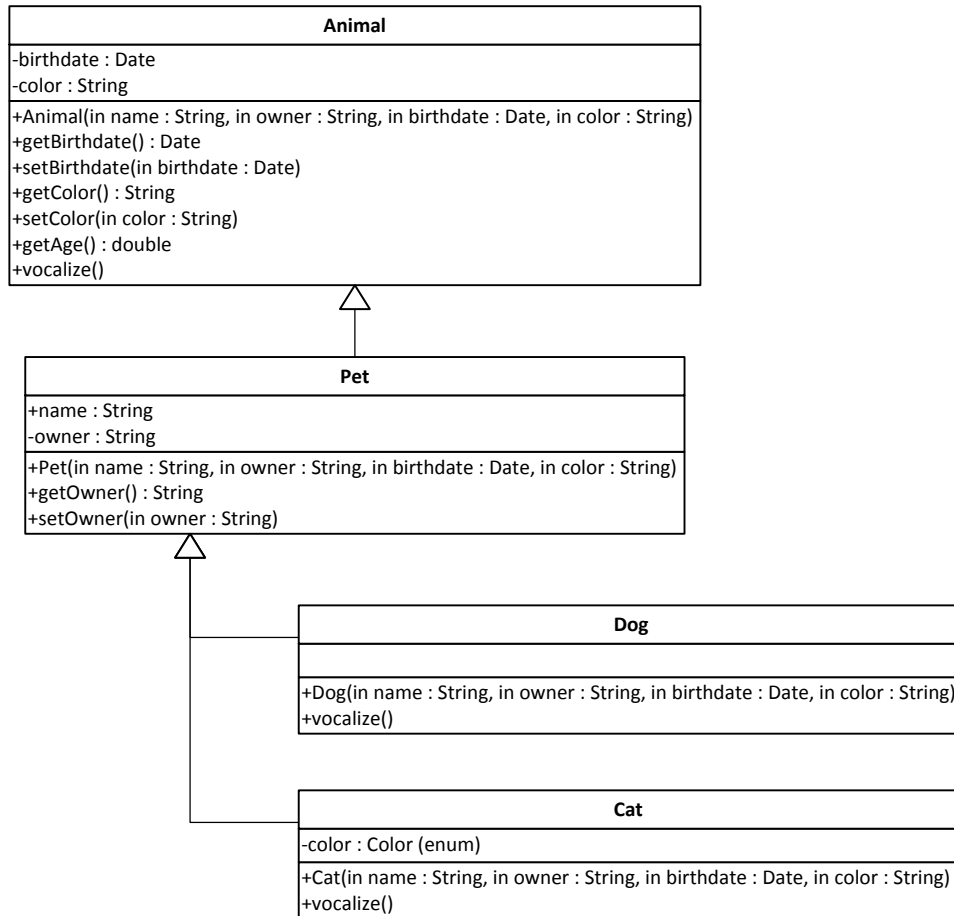 Animal
-birthdate : Date
-color : String
+Animal(in name : String, in owner : String, in birthdate : Date, in color : String)
+getBirthdate() : Date
+setBirthdate(in birthdate : Date)
+getColor() : String
+setColor(in color : String)
+getAge() : double
+vocalize()
Pet
+name : String
-owner : String
+Pet(in name : String, in owner : String, in birthdate : Date, in color : String)
+getOwner() : String
+setOwner(in owner : String)
Dog
+Dog(in name : String, in owner : String, in birthdate : Date, in color : String)
+vocalize()
Cat
-color : Color (enum)
+Cat(in name : String, in owner : String, in birthdate : Date, in color : String)
+vocalize()